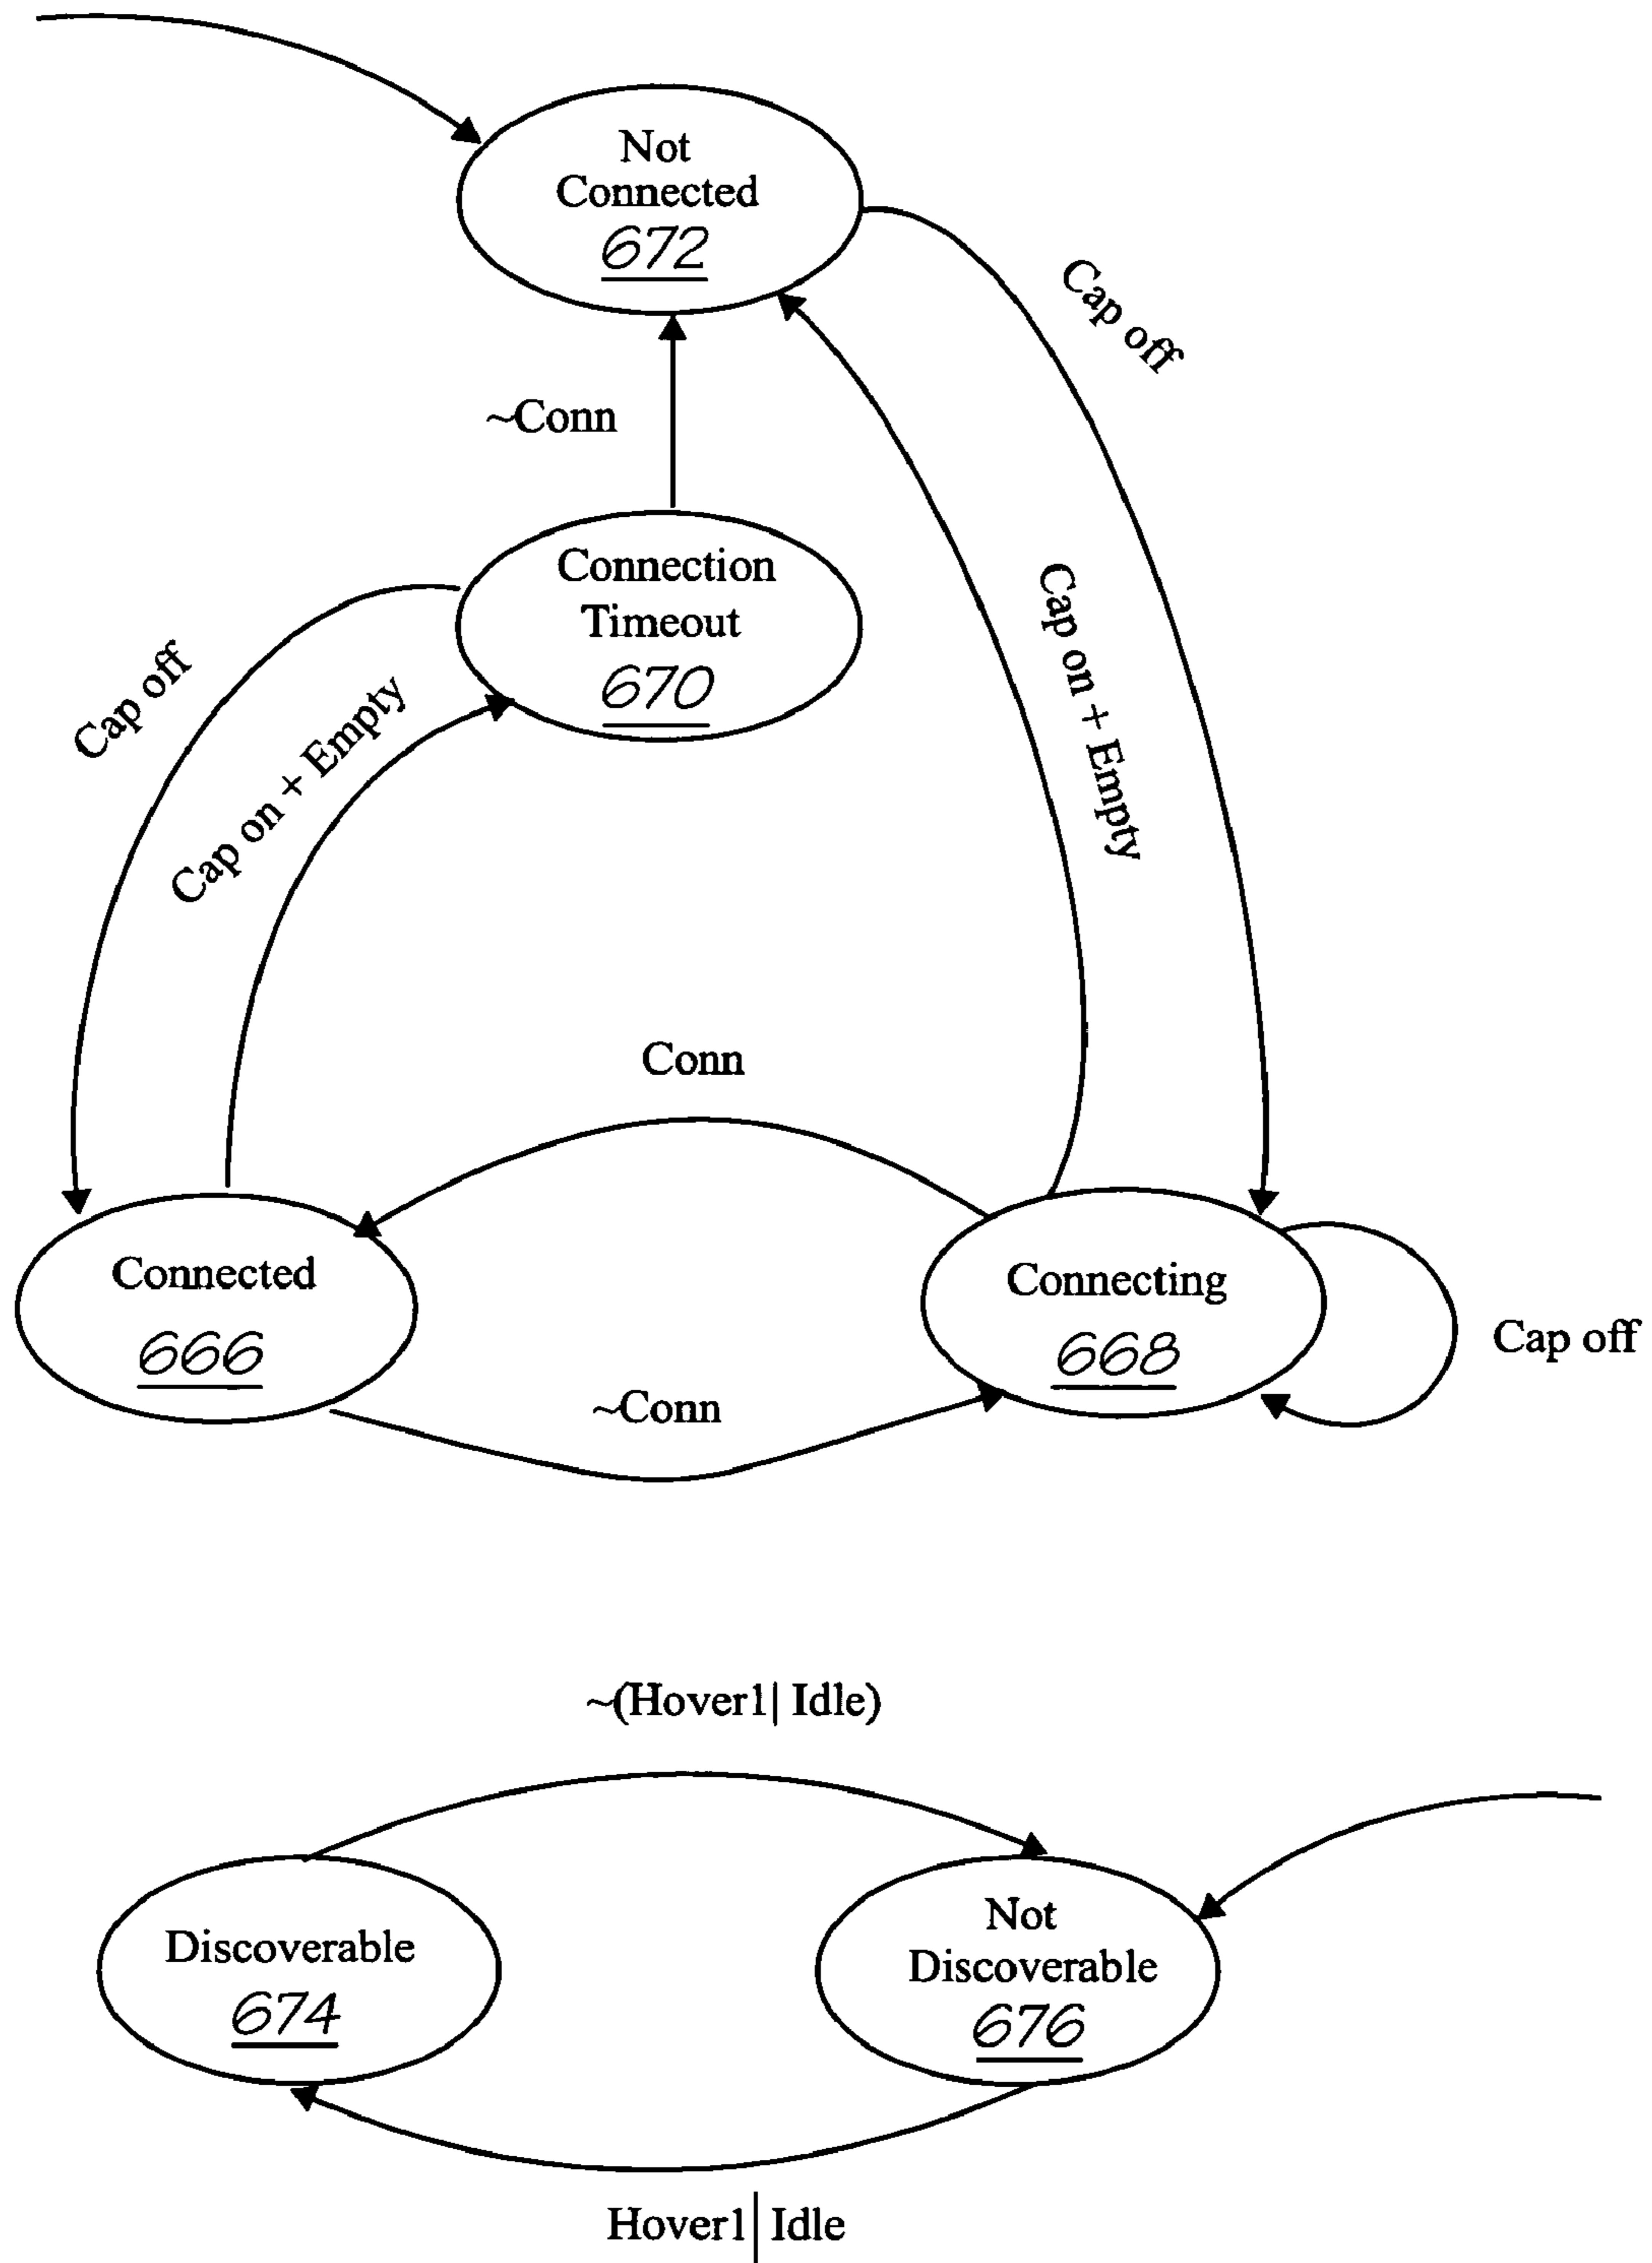 Not
Connected
672
Cap off
~Conn
Connection
Timeout
670
Cap off
Cap on + Empty
Cap on + Empty
Conn
Connected
666
Connecting
668
Cap off
~Conn
~(Hover1| Idle)
Discoverable
674
Not
Discoverable
676
Hover1|Idle